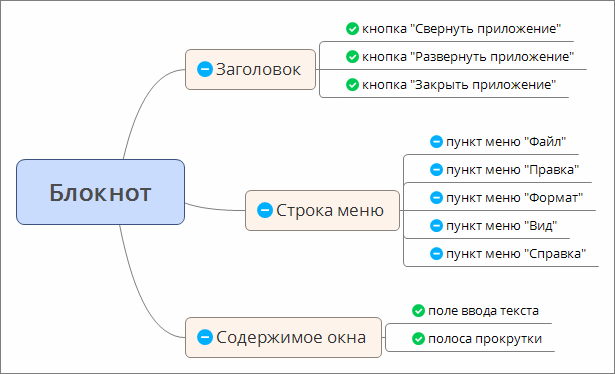 Блокнот
Заголовок
кнопка "Свернуть приложение"
кнопка "Развернуть приложение"
кнопка "Закрыть приложение"
Строка меню
пункт меню "Файл"
пункт меню "Правка"
пункт меню "Формат"
пункт меню "Вид"
пункт меню "Справка"
Содержимое окна
поле ввода текста
полоса прокрутки